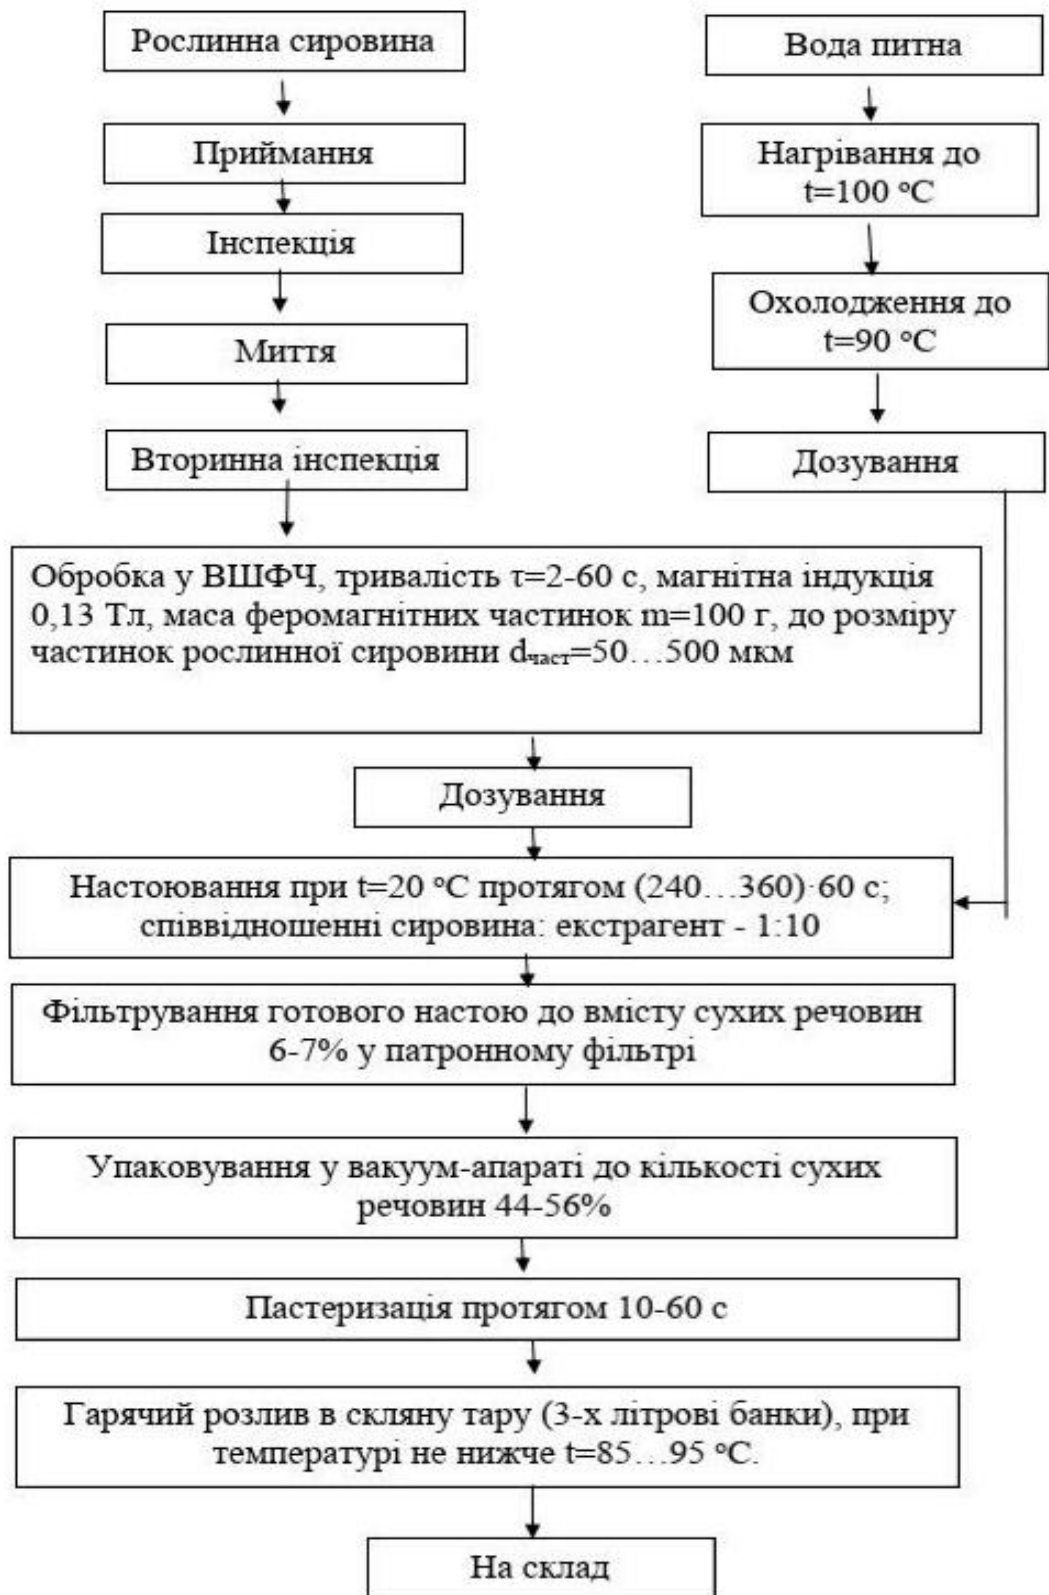 Рослинна сировина
Приймання
Інспекція
Миття
Вторинна інспекція
Вода питна
Нагрівання до
t=100 °C
Охолодження до
t=90 °C
Дозування
Обробка у ВШФЧ, тривалість τ=2-60 с, магнітна індукція
0,13 Тл, маса феромагнітних частинок m=100 г, до розміру
частинок рослинної сировини dчаст=50…500 мкм
Дозування
Настоювання при t=20 °C протягом (240…360)·60 с;
співвідношенні сировина: екстрагент - 1:10
Фільтрування готового настою до вмісту сухих речовин
6-7% у патронному фільтрі
Упаковування у вакуум-апараті до кількості сухих
речовин 44-56%
Пастеризація протягом 10-60 с
Гарячий розлив в скляну тару (3-х літрові банки), при
температурі не нижче t=85…95 °C.
На склад